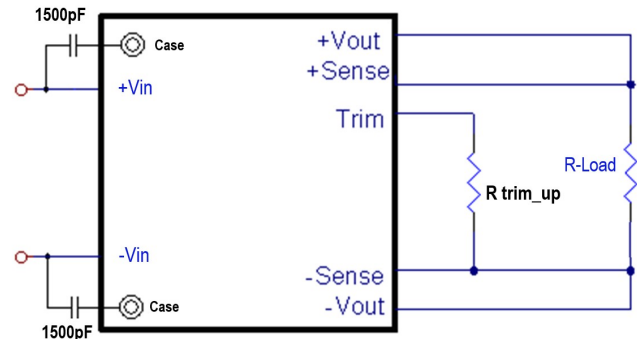 1500pF
Case
+Vin
+Vout
+Sense
Trim
R-Load
R trim_up
-Vin
-Sense
-Vout
Case
1500pF